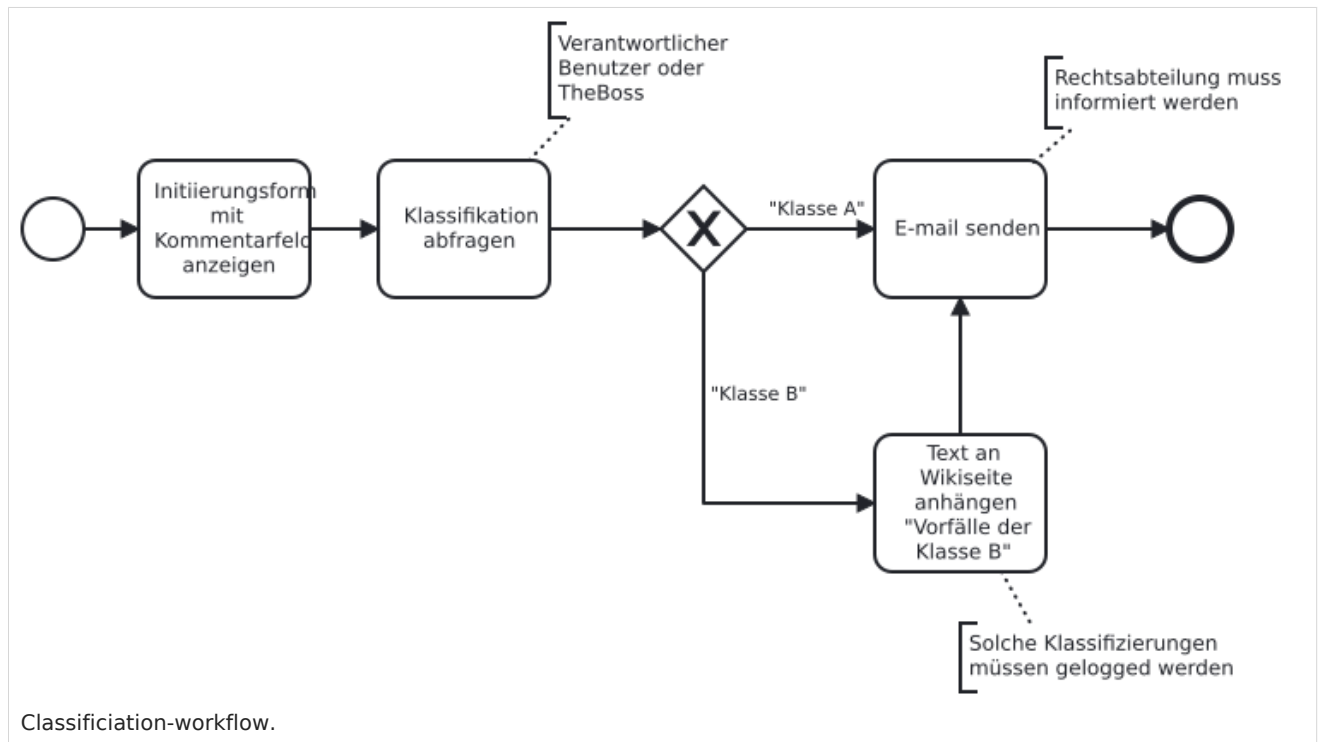 Verantwortlicher
Benutzer oder
TheBoss
Rechtsabteilung muss
informiert werden
Initiierungsform
mit
Kommentarfeld
anzeigen
Klassifikation
abfragen
X
"Klasse A"
E-mail senden
"Klasse B"
Text an
Wikiseite
anhängen
"Vorfälle der
Klasse B"
Solche Klassifizierungen
müssen gelogged werden
Classificiation-workflow.